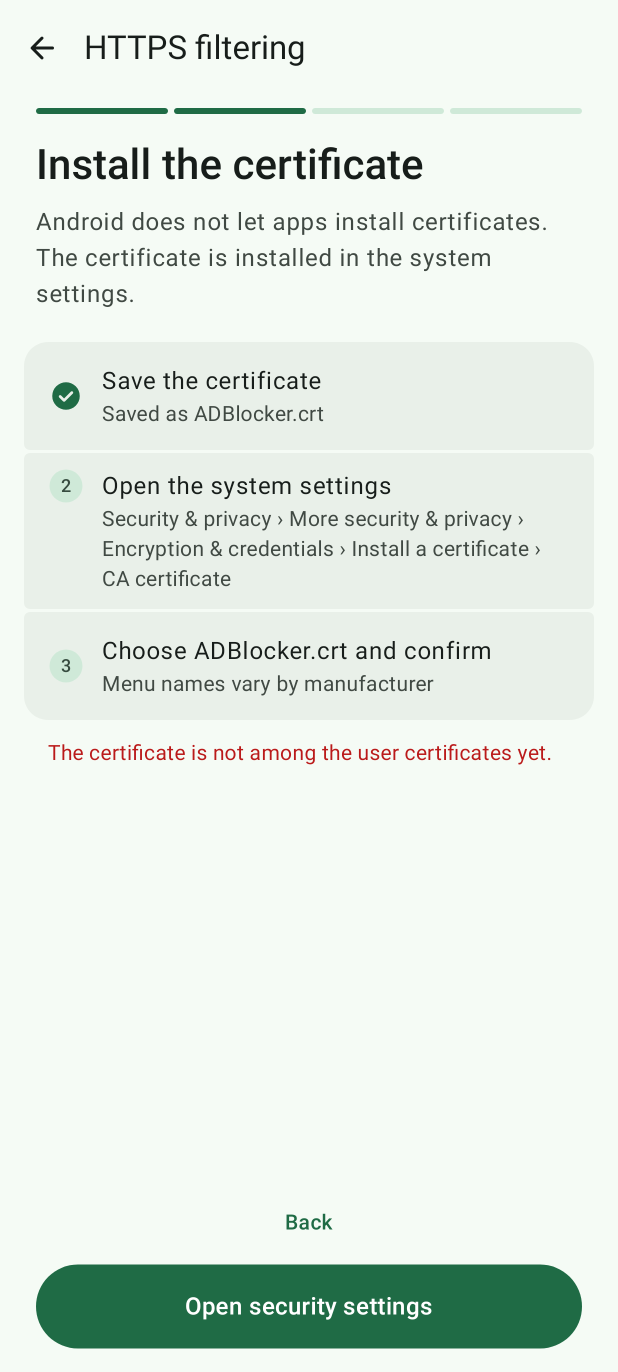 HTTPS filtering
Install the certificate
Android does not let apps install certificates.
The certificate is installed in the system
settings.
Save the certificate
Saved as ADBlocker.crt
2
Open the system settings
Security & privacy › More security & privacy ›
Encryption & credentials › Install a certificate ›
CA certificate
3
Choose ADBlocker.crt and confirm
Menu names vary by manufacturer
The certificate is not among the user certificates yet.
Back
Open security settings